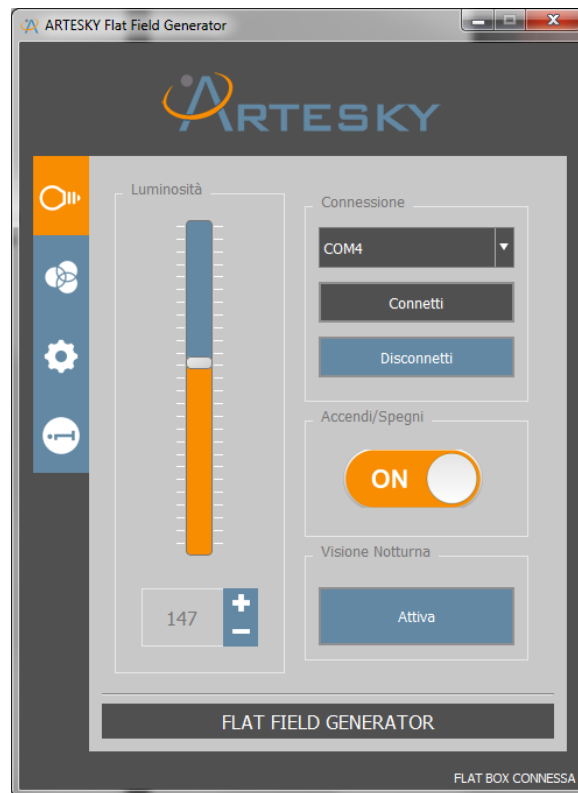 ARTESKY Flat Field Generator
ARTESKY
Luminosità
Connessione
COM4
Connetti
Disconnetti
Accendi/Spegni
ON
Visione Notturna
147
Attiva
FLAT FIELD GENERATOR
FLAT BOX CONNESSA